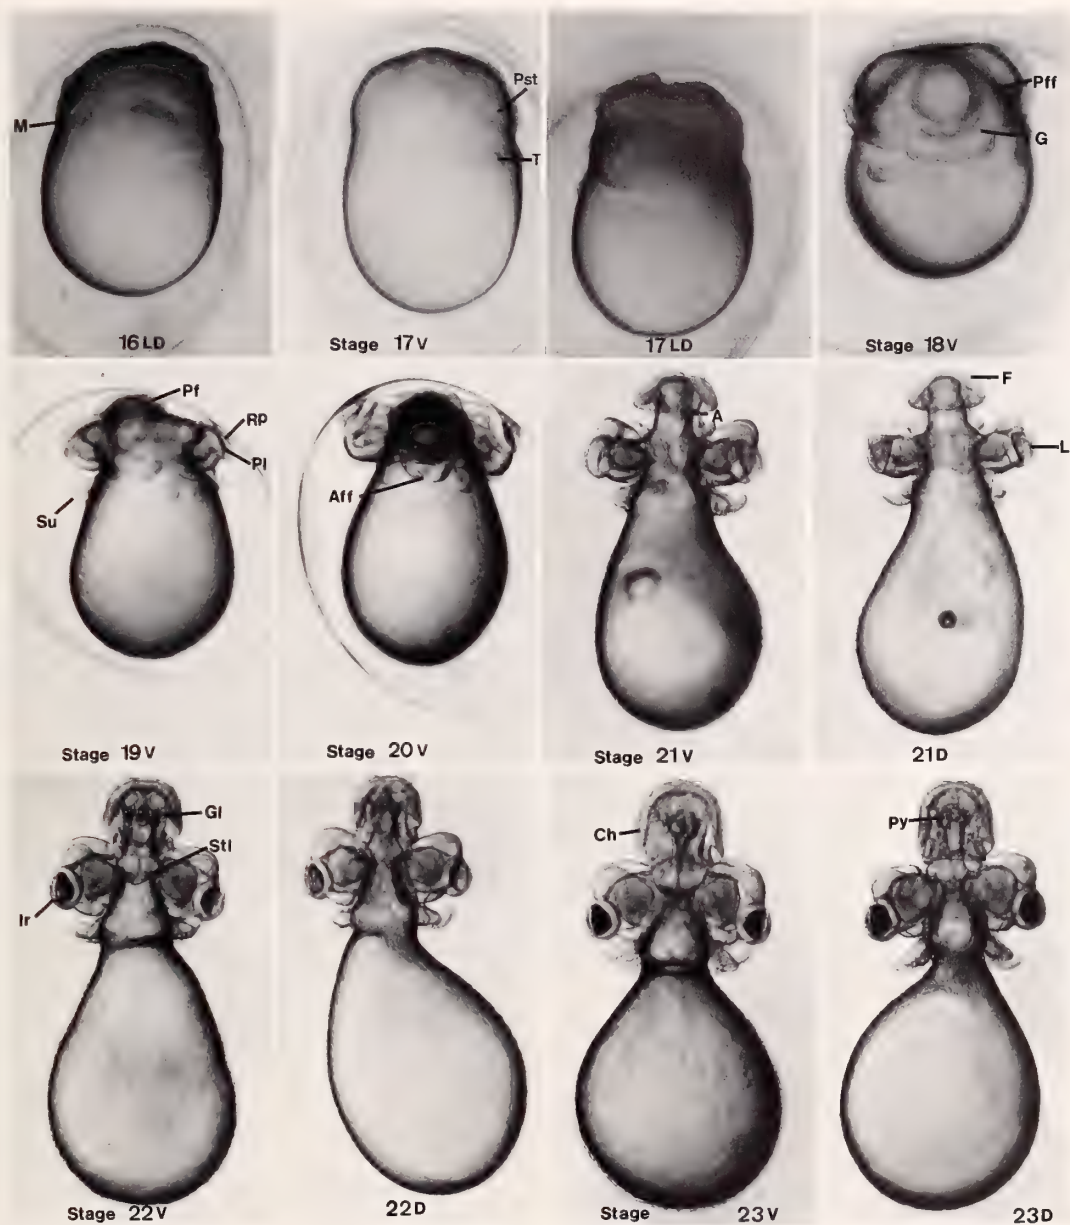 Pst
Pff
M
G
T
16 LD
Stage 17 V
17 LD
Stage 18 V
Pf
F
RP
A
L
Pl
Aff
Su
Stage 19 V
Stage 20 V
Stage 21 V
21 D
Gl
Ch
Py
Stl
Ir
Stage 22 V
22 D
Stage 23 V
23 D